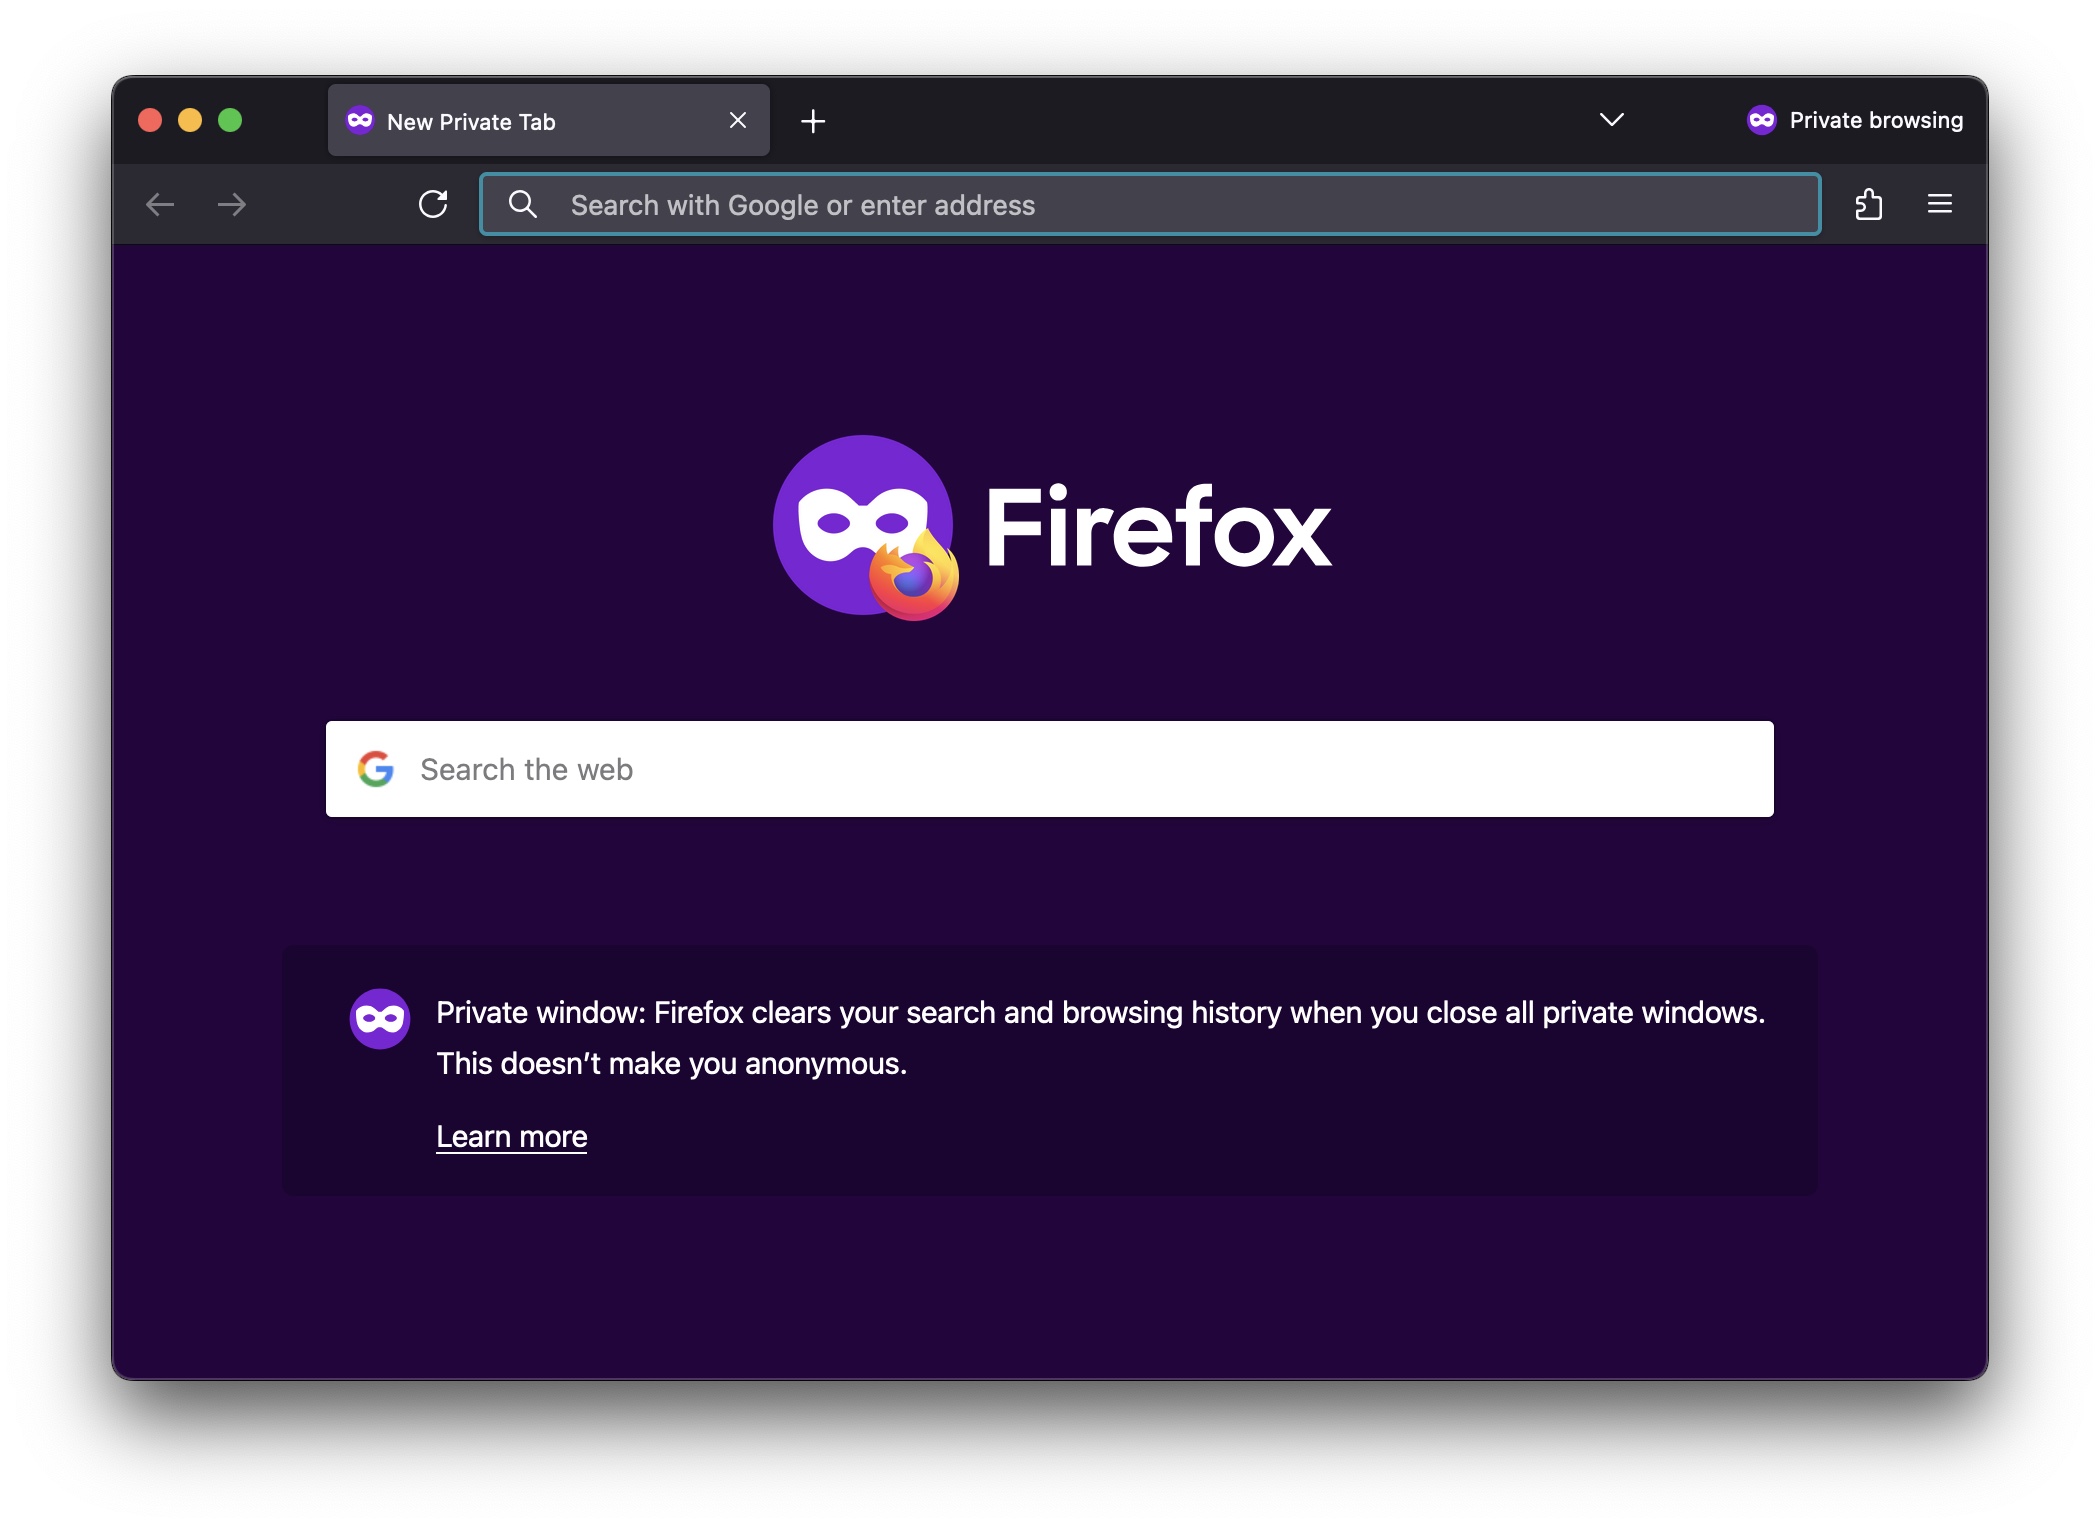 New Private Tab
Private browsing
Search with Google or enter address
Firefox
Search the web
Private window: Firefox clears your search and browsing history when you close all private windows.
This doesn’t make you anonymous.
Learn more